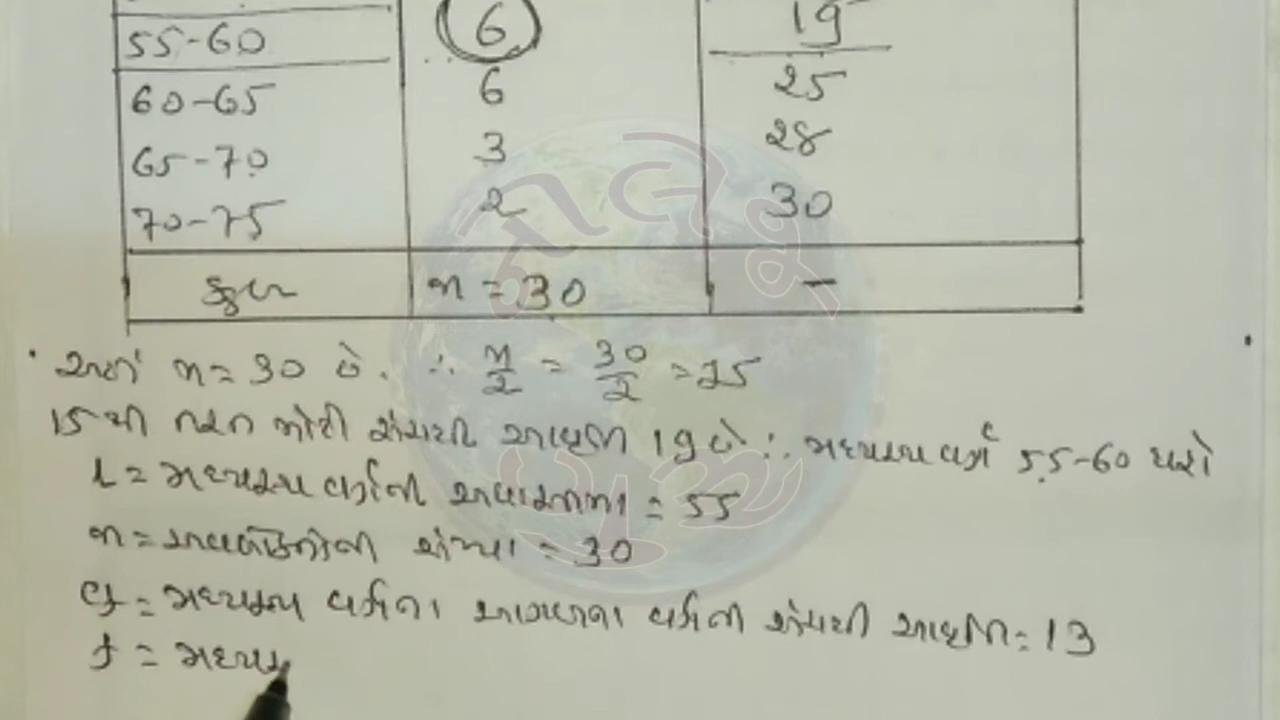 55-60 6 19
60-65 6 25
65-70 3 28
70-75 2 30
કુલ n = 30 -
અહીં n = 30 છે. ∴ n/2 = 30/2 = 15
15 થી તરત મોટી સંચયી આવૃત્તિ 19 છે ∴ મધ્યસ્થ વર્ગ 55-60 થશે
l = મધ્યસ્થ વર્ગની અધઃસીમા = 55
n = અવલોકનોની સંખ્યા = 30
cf = મધ્યસ્થ વર્ગના આગળના વર્ગની સંચયી આવૃત્તિ = 13
f = મધ્યસ